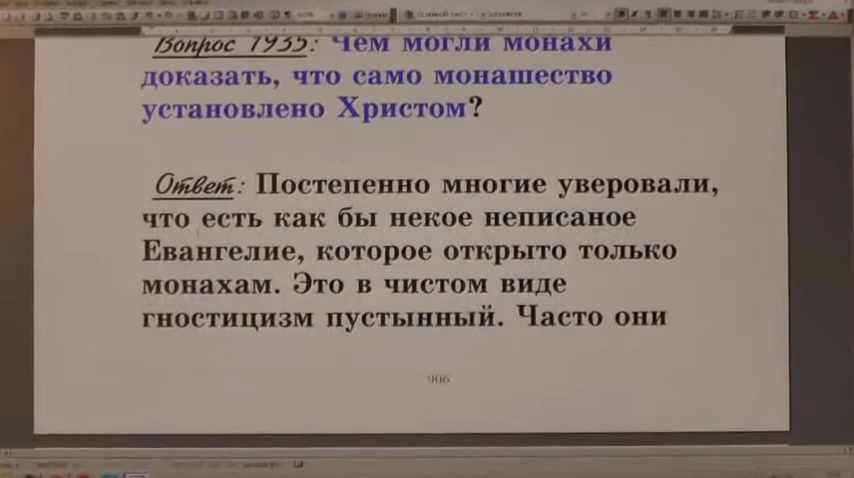 Вопрос 1935: Чем могли монахи
доказать, что само монашество
установлено Христом?
Ответ: Постепенно многие уверовали,
что есть как бы некое неписаное
Евангелие, которое открыто только
монахам. Это в чистом виде
гностицизм пустынный. Часто они
906